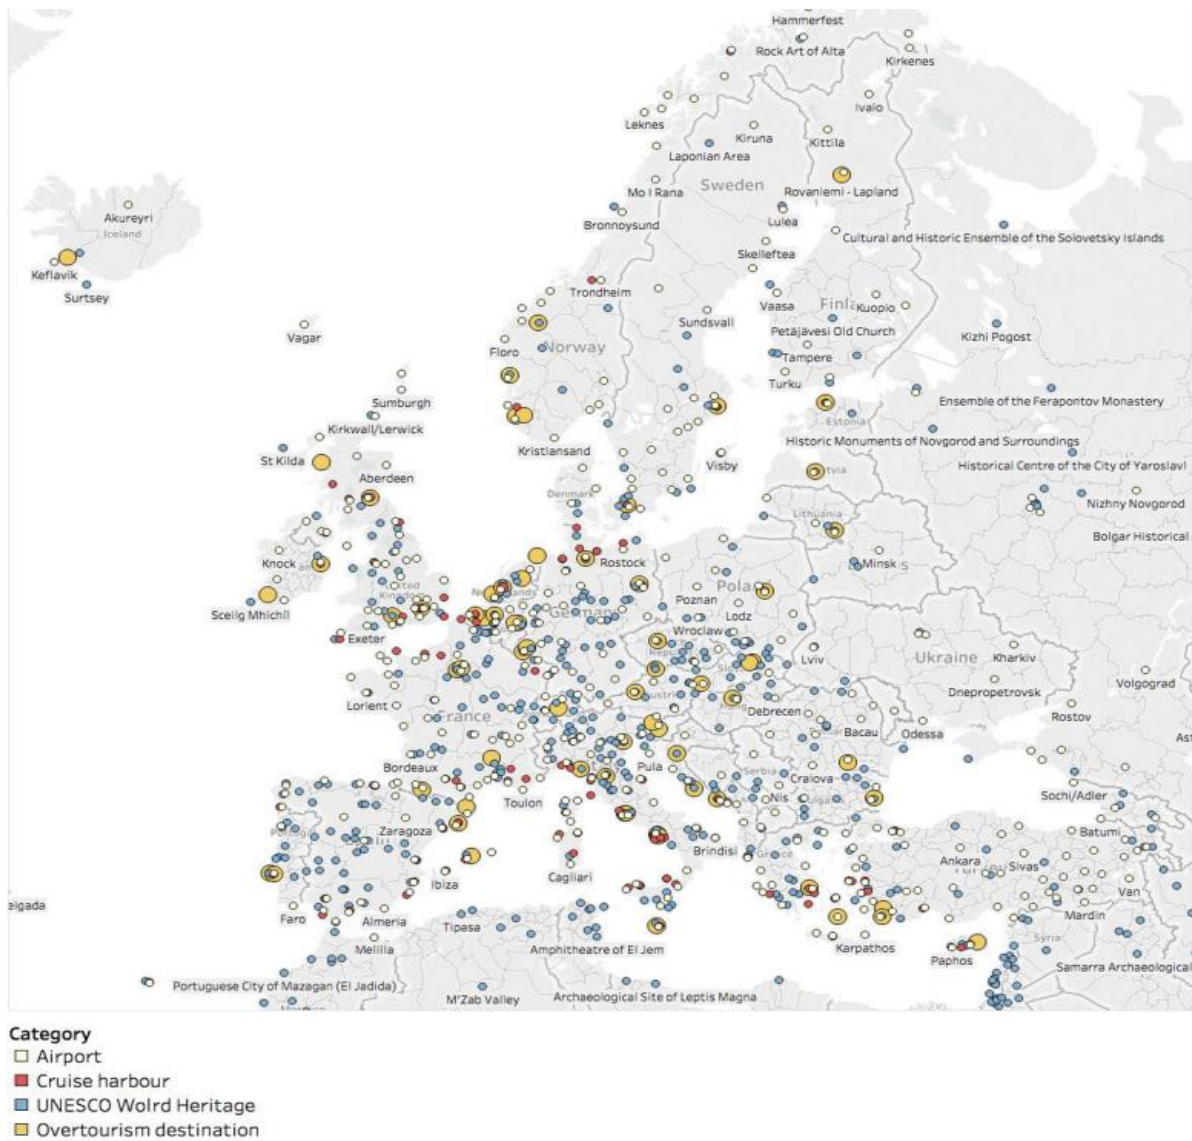 Hammerfest
Rock Art of Alta
Kirkenes
Ivalo
Leknes
Kiruna
Kittila
Laponian Area
Mo I Rana
Sweden
Rovaniemi - Lapland
Akureyri
Iceland
Bronnoysund
Lulea
Cultural and Historic Ensemble of the Solovetsky Islands
Skelleftea
Keflavik
Surtsey
Trondheim
Vaasa
Kuopio
Vagar
Sundsvall
Petäjävesi Old Church
Kizhi Pogost
Floro
Norway
Tampere
Turku
Sumburgh
Ensemble of the Ferapontov Monastery
Kirkwall/Lerwick
Estonia
Historic Monuments of Novgorod and Surroundings
Kristiansand
St Kilda
Visby
Historical Centre of the City of Yaroslavl
Aberdeen
Denmark
Nizhny Novgorod
Lithuania
Bolgar Historical
Knock
Rostock
Minsk
Poznan
Lodz
Sceilg Mhichil
Exeter
Wroclaw
Lviv
Ukraine
Kharkiv
Dnepropetrovsk
Volgograd
Lorient
France
Debrecen
Rostov
Bacau
Odessa
Bordeaux
Pula
Serbia
Craiova
Toulon
Nis
Sochi/Adler
Zaragoza
Batumi
Brindisi
Greece
Ankara
Sivas
Ibiza
Cagliari
Van
elgada
Faro
Almeria
Tipasa
Mardin
Melilla
Amphitheatre of El Jem
Karpathos
Syria
Paphos
Samarra Archaeological
Portuguese City of Mazagan (El Jadida)
M'Zab Valley
Archaeological Site of Leptis Magna
Category
Airport
Cruise harbour
UNESCO Wolrd Heritage
Overtourism destination